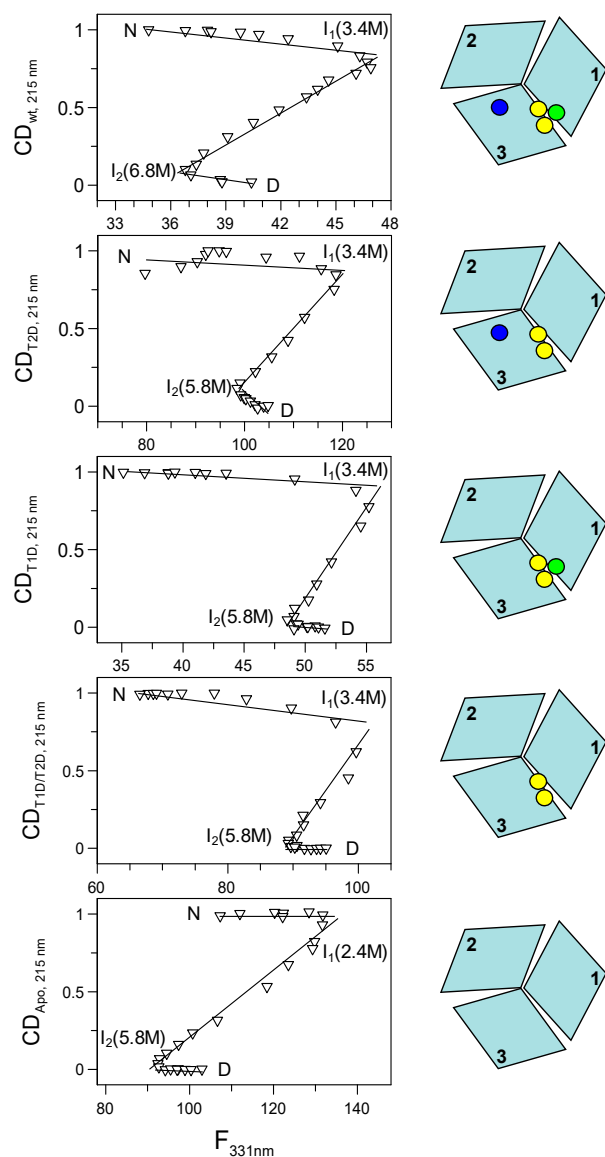 CD_wt, 215 nm
1
0.5
0
N
I₁(3.4M)
I₂(6.8M)
D
33 36 39 42 45 48
2
1
3
CD_T2D, 215 nm
1
0.5
0
N
I₁(3.4M)
I₂(5.8M)
D
80 100 120
2
1
3
CD_T1D, 215 nm
1
0.5
0
N
I₁(3.4M)
I₂(5.8M)
D
35 40 45 50 55
2
1
3
CD_T1D/T2D, 215 nm
1
0.5
0
N
I₁(3.4M)
I₂(5.8M)
D
60 80 100
2
1
3
CD_Apo, 215 nm
1
0.5
0
N
I₁(2.4M)
I₂(5.8M)
D
80 100 120 140
2
1
3
F_331nm